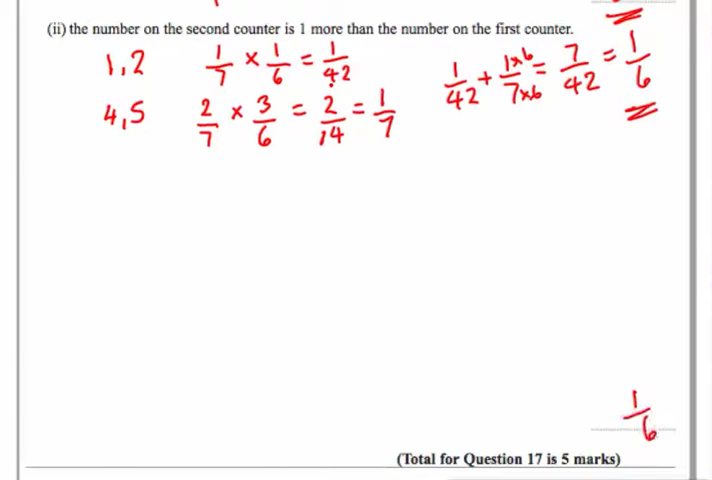 (ii) the number on the second counter is 1 more than the number on the first counter.
1,2 1/7 × 1/6 = 1/42 1/42 + 1×6/7×6 = 7/42 = 1/6
4,5 2/7 × 3/6 = 2/14 = 1/7
1/6
(Total for Question 17 is 5 marks)